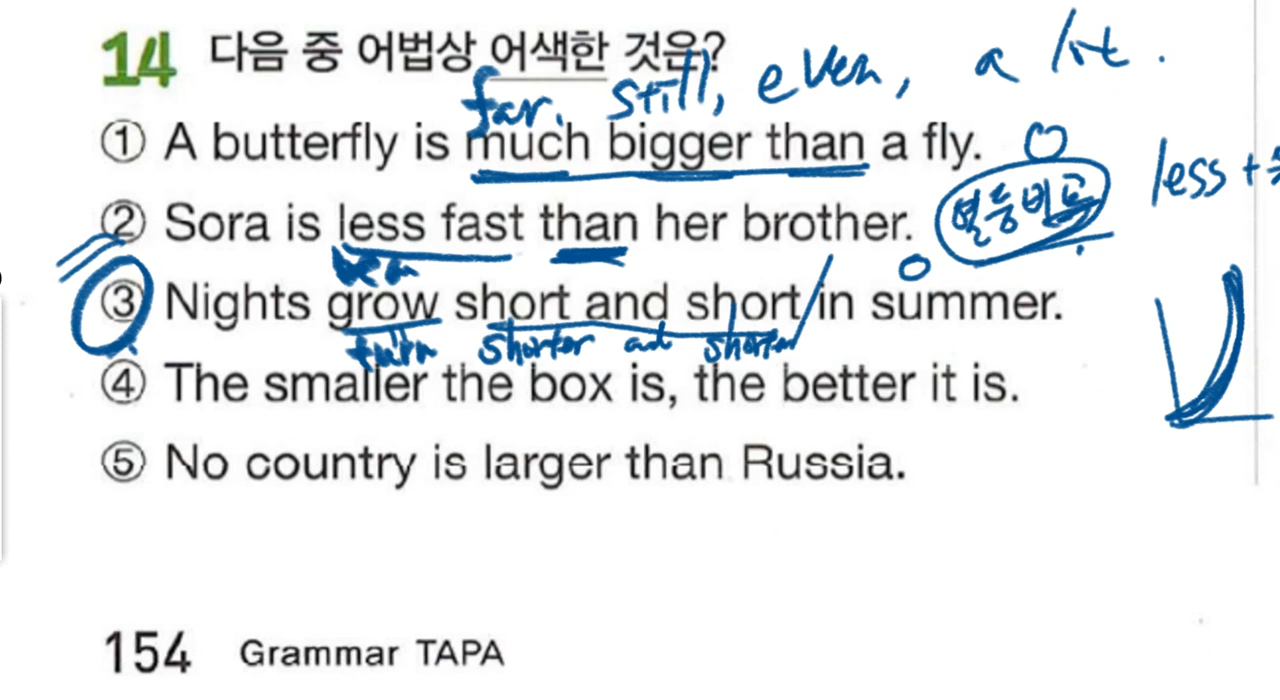 14 다음 중 어법상 어색한 것은?
far. still, even, a lot.
① A butterfly is much bigger than a fly.
less +
② Sora is less fast than her brother.
열등비교
③ Nights grow short and short in summer.
turn shorter and shorter
④ The smaller the box is, the better it is.
⑤ No country is larger than Russia.
154 Grammar TAPA